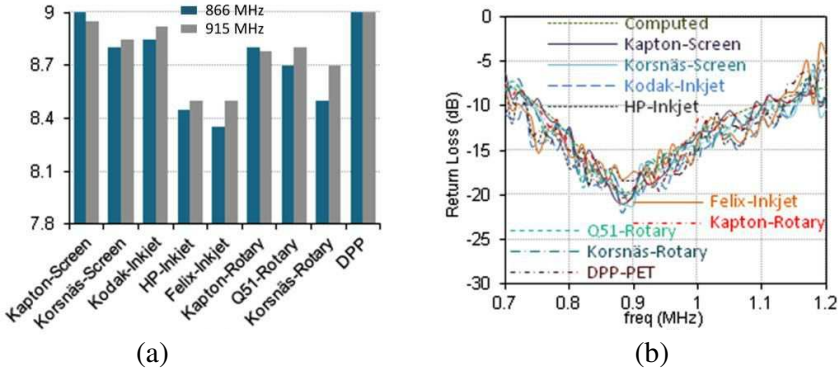 866 MHz
915 MHz
9
8.7
8.4
8.1
7.8
Kapton-Screen
Korsnäs-Screen
Kodak-Inkjet
HP-Inkjet
Felix-Inkjet
Kapton-Rotary
Q51-Rotary
Korsnäs-Rotary
DPP
(a)
Return Loss (dB)
0
-5
-10
-15
-20
-25
-30
Computed
Kapton-Screen
Korsnäs-Screen
Kodak-Inkjet
HP-Inkjet
Felix-Inkjet
Kapton-Rotary
Q51-Rotary
Korsnäs-Rotary
DPP-PET
0.7 0.8 0.9 1 1.1 1.2
freq (MHz)
(b)